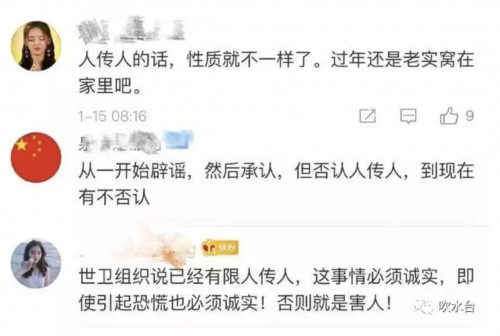 人传人的话，性质就不一样了。过年还是老实窝在
家里吧。
1-15 08:16
9
从一开始辟谣，然后承认，但否认人传人，到现在
有不否认
铁粉
世卫组织说已经有限人传人，这事情必须诚实，即
使引起恐慌也必须诚实！否则就是害人！
吹水台